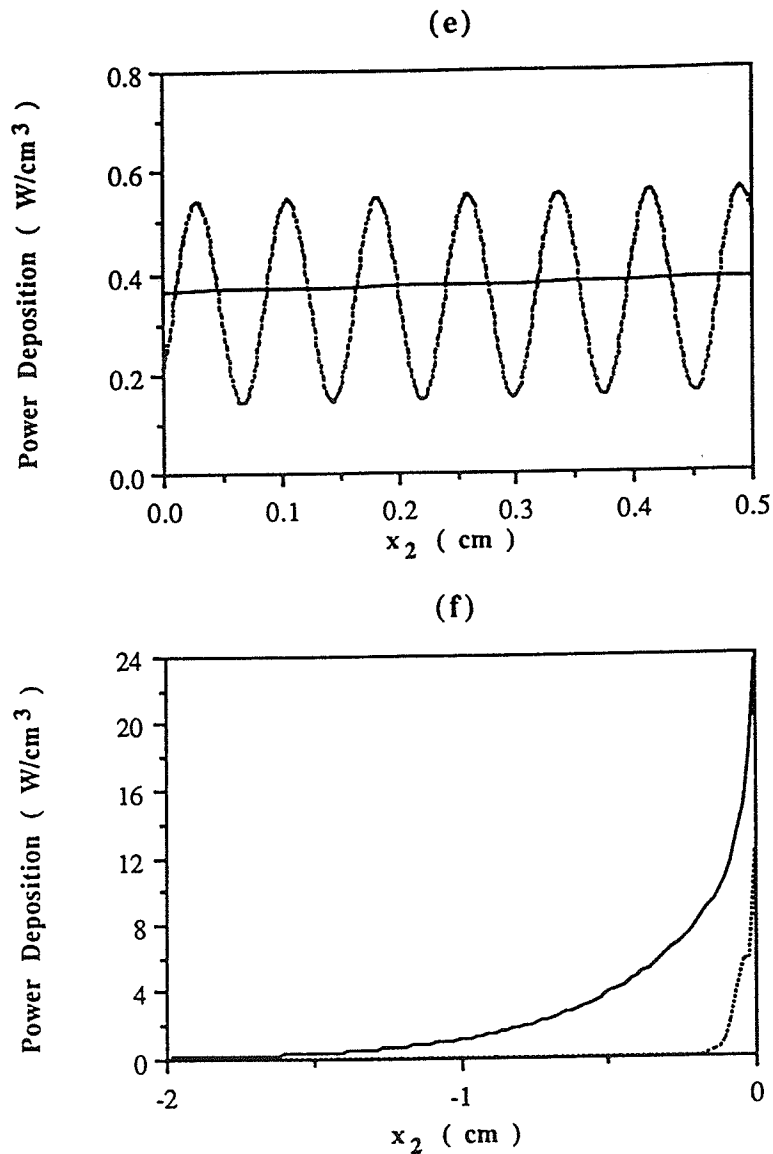 (e)
Power Deposition ( W/cm³ )
0.8
0.6
0.4
0.2
0.0
0.0 0.1 0.2 0.3 0.4 0.5
x₂ ( cm )
(f)
Power Deposition ( W/cm³ )
24
20
16
12
8
4
0
-2 -1 0
x₂ ( cm )